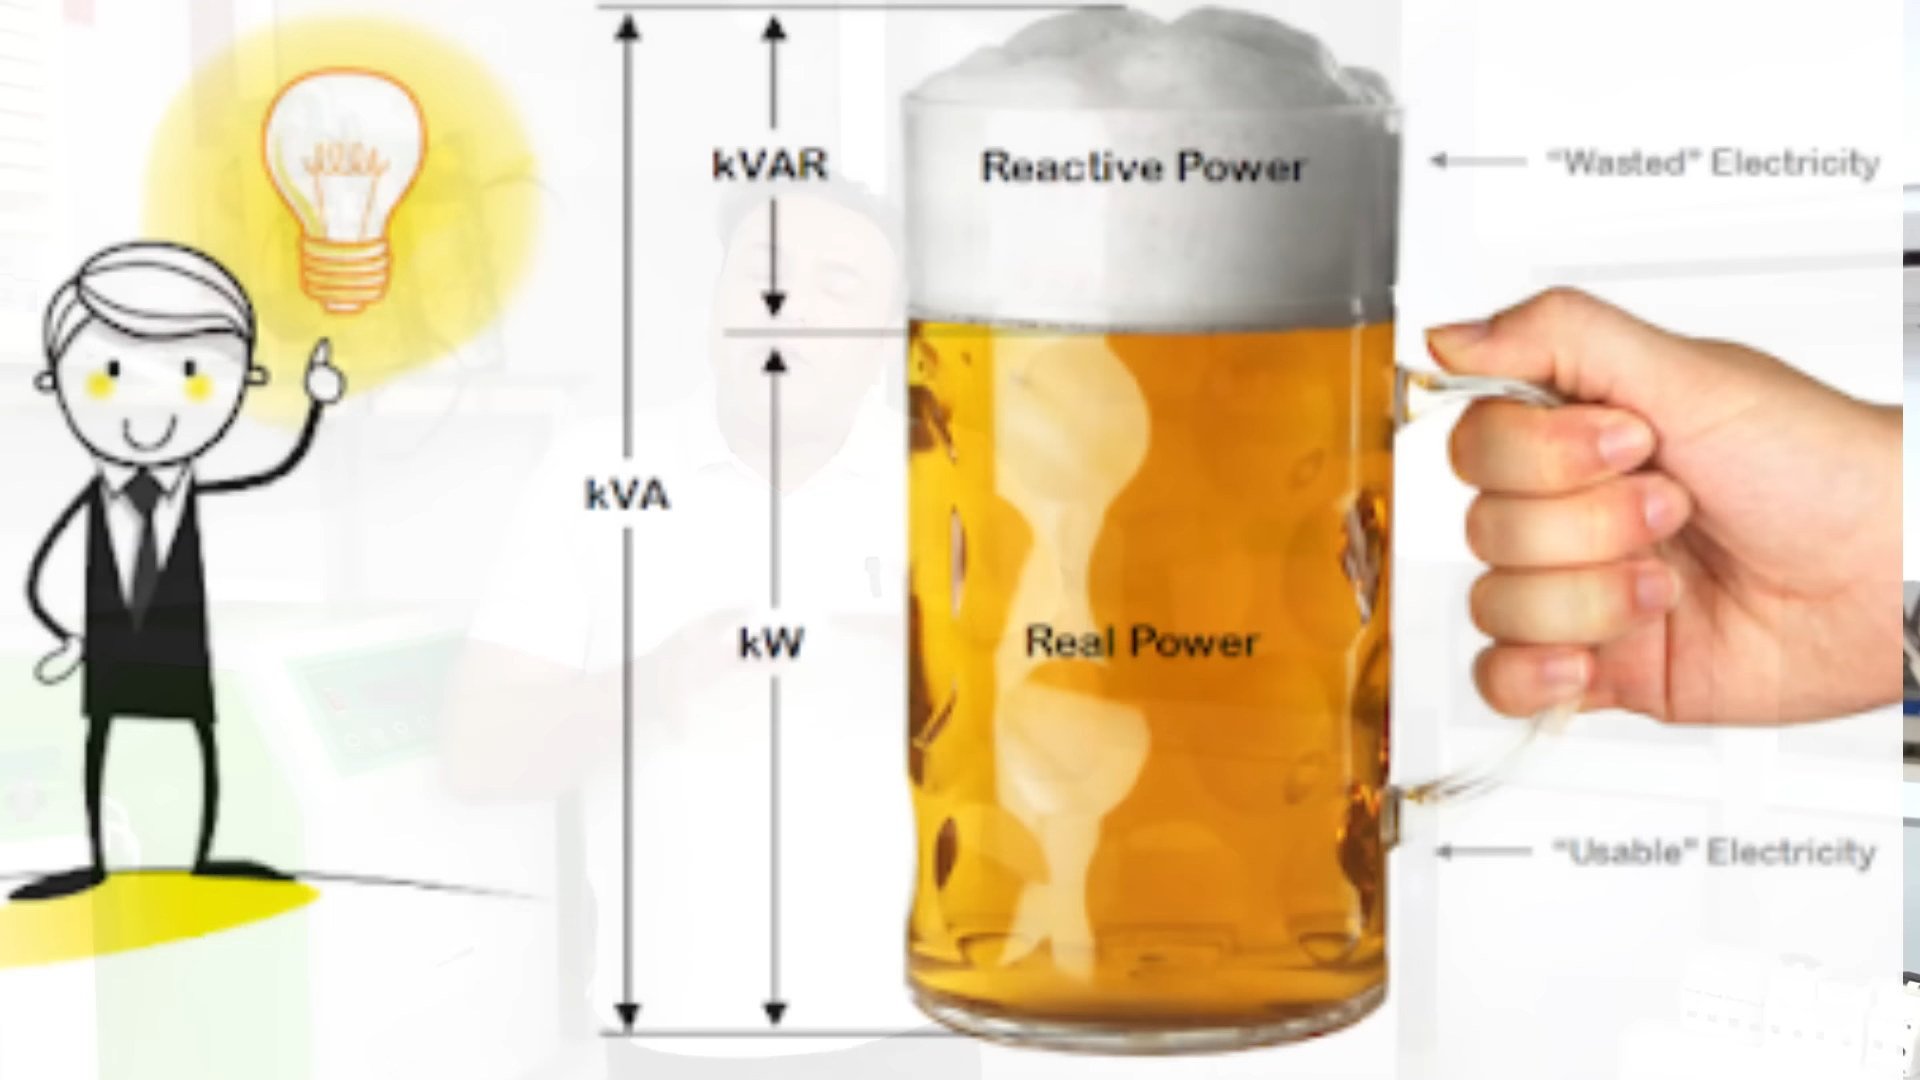 kVAR
Reactive Power
"Wasted" Electricity
kVA
kW
Real Power
"Usable" Electricity